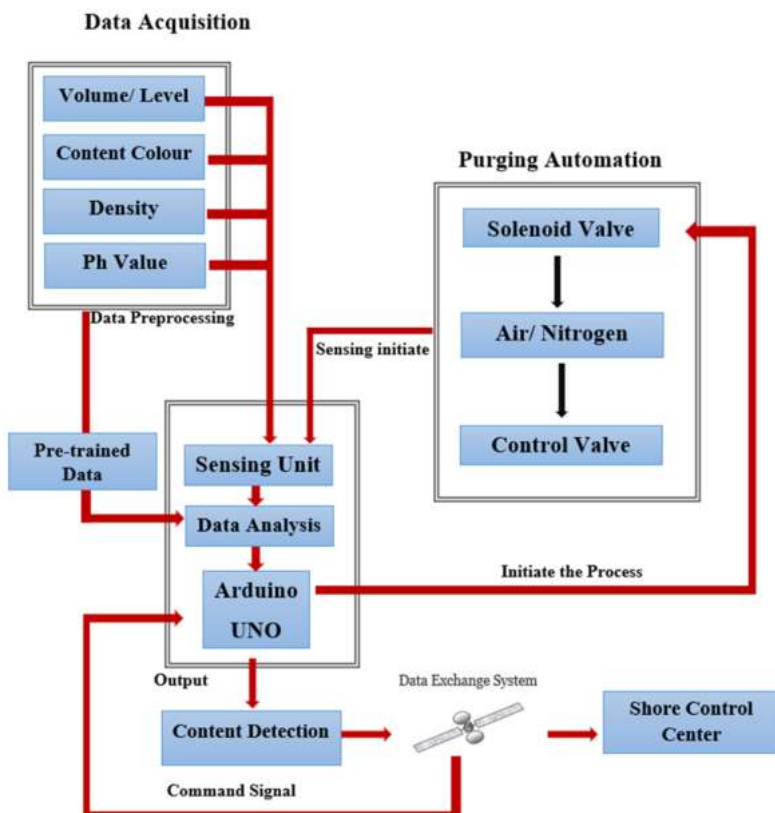 Data Acquisition
Volume/ Level
Content Colour
Density
Ph Value
Data Preprocessing
Purging Automation
Solenoid Valve
Air/ Nitrogen
Control Valve
Sensing initiate
Pre-trained
Data
Sensing Unit
Data Analysis
Arduino
UNO
Initiate the Process
Output
Content Detection
Data Exchange System
Shore Control
Center
Command Signal